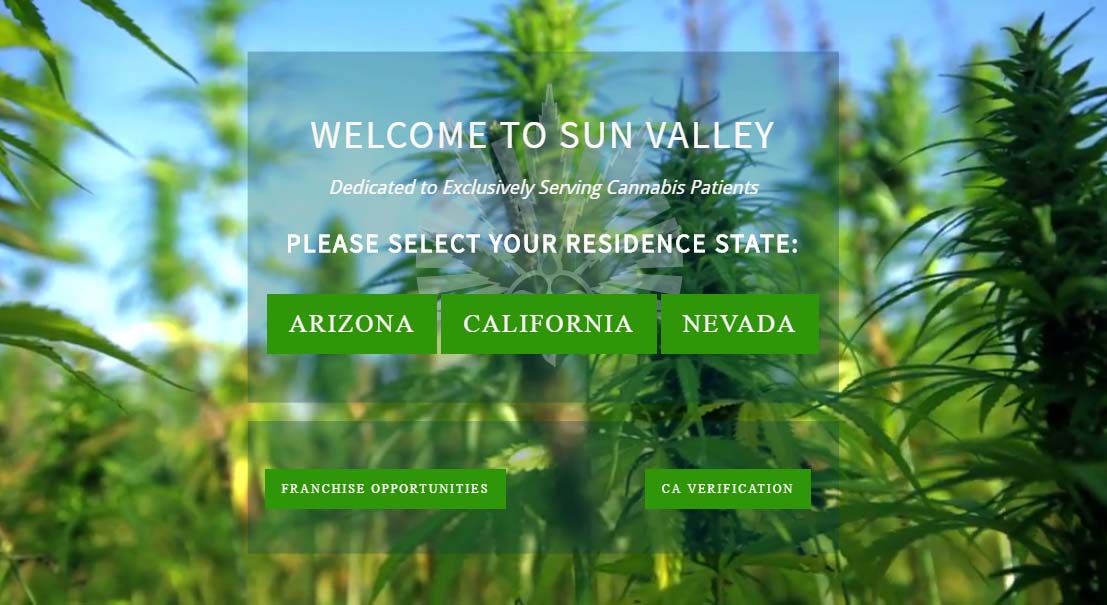 WELCOME TO SUN VALLEY
Dedicated to Exclusively Serving Cannabis Patients
PLEASE SELECT YOUR RESIDENCE STATE:
ARIZONA CALIFORNIA NEVADA
FRANCHISE OPPORTUNITIES CA VERIFICATION